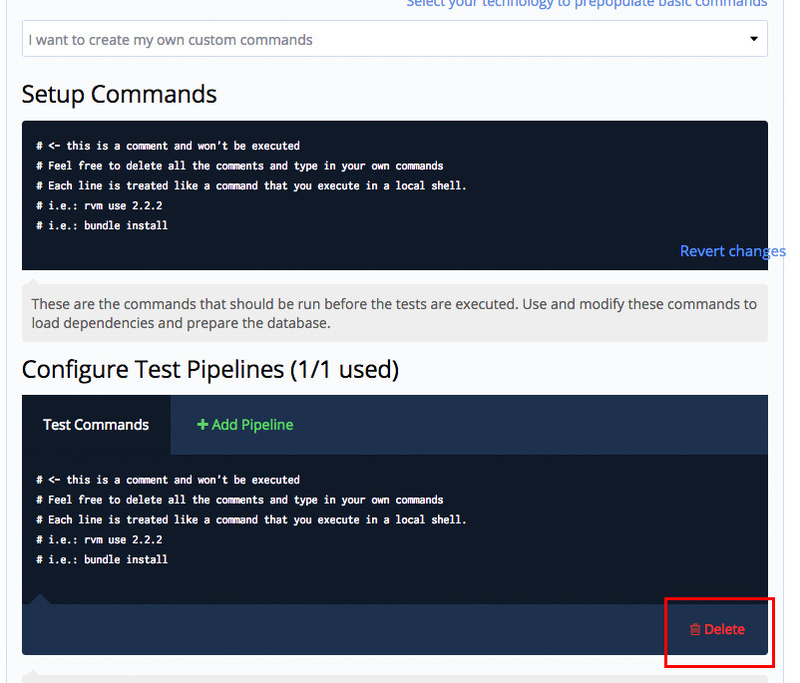 Select your technology to prepopulate basic commands
I want to create my own custom commands
Setup Commands
# <- this is a comment and won't be executed
# Feel free to delete all the comments and type in your own commands
# Each line is treated like a command that you execute in a local shell.
# i.e.: rvm use 2.2.2
# i.e.: bundle install
Revert changes
These are the commands that should be run before the tests are executed. Use and modify these commands to
load dependencies and prepare the database.
Configure Test Pipelines (1/1 used)
Test Commands
+ Add Pipeline
# <- this is a comment and won't be executed
# Feel free to delete all the comments and type in your own commands
# Each line is treated like a command that you execute in a local shell.
# i.e.: rvm use 2.2.2
# i.e.: bundle install
Delete